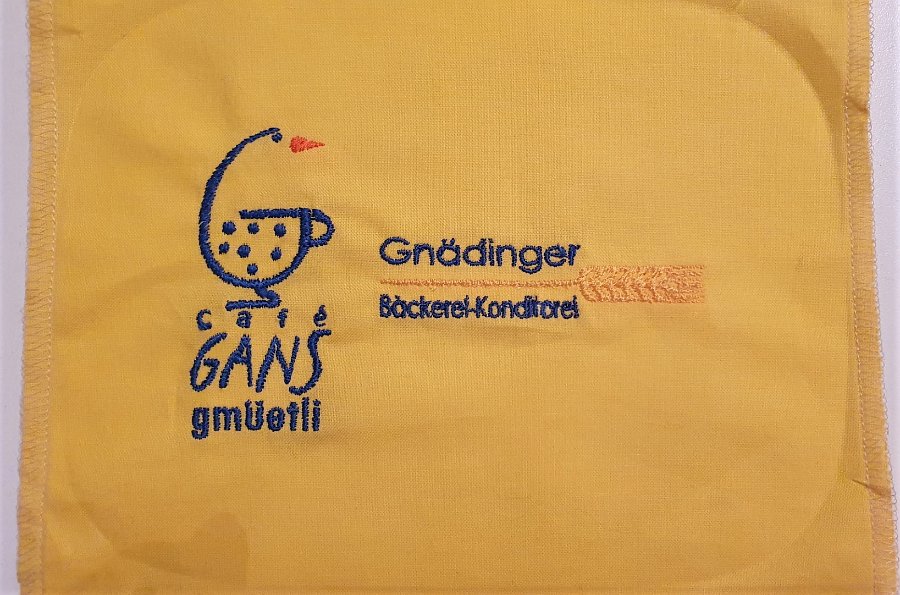 café
GANS
gmüetli
Gnädinger
Bäckerei-Konditorei